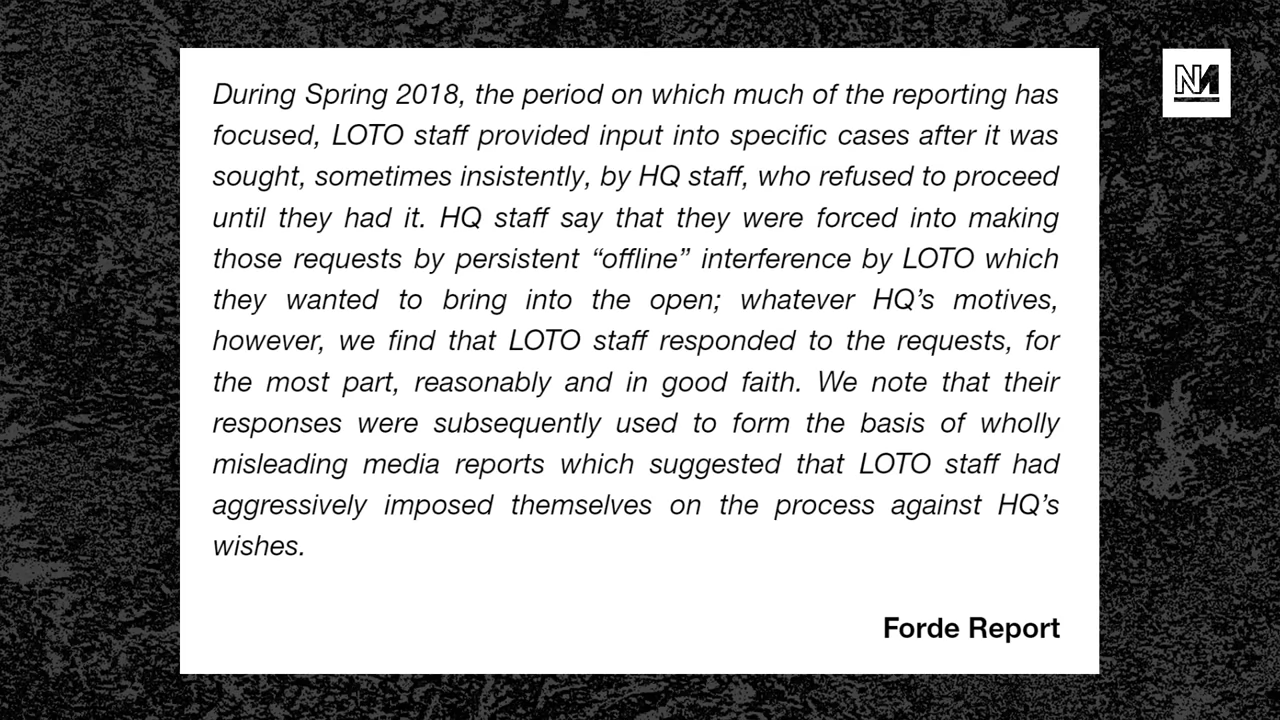 During Spring 2018, the period on which much of the reporting has
focused, LOTO staff provided input into specific cases after it was
sought, sometimes insistently, by HQ staff, who refused to proceed
until they had it. HQ staff say that they were forced into making
those requests by persistent “offline” interference by LOTO which
they wanted to bring into the open; whatever HQ’s motives,
however, we find that LOTO staff responded to the requests, for
the most part, reasonably and in good faith. We note that their
responses were subsequently used to form the basis of wholly
misleading media reports which suggested that LOTO staff had
aggressively imposed themselves on the process against HQ’s
wishes.
Forde Report
NM